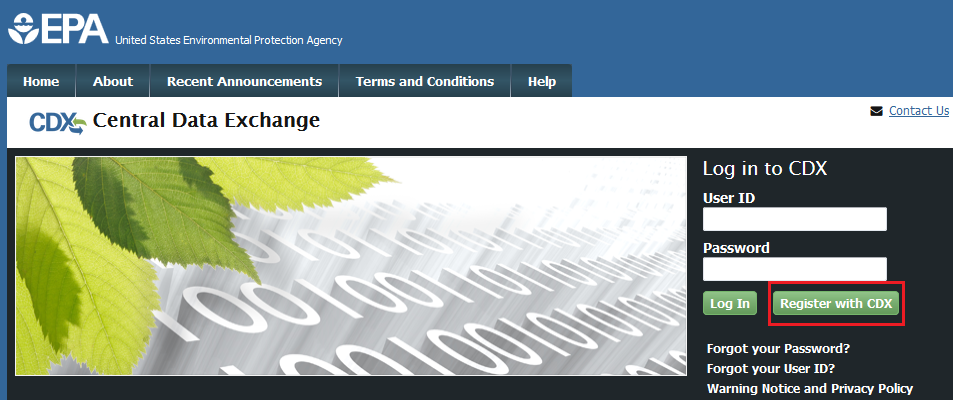 EPA United States Environmental Protection Agency
Home About Recent Announcements Terms and Conditions Help
CDX Central Data Exchange
Contact Us
Log in to CDX
User ID
Password
Log In Register with CDX
Forgot your Password?
Forgot your User ID?
Warning Notice and Privacy Policy